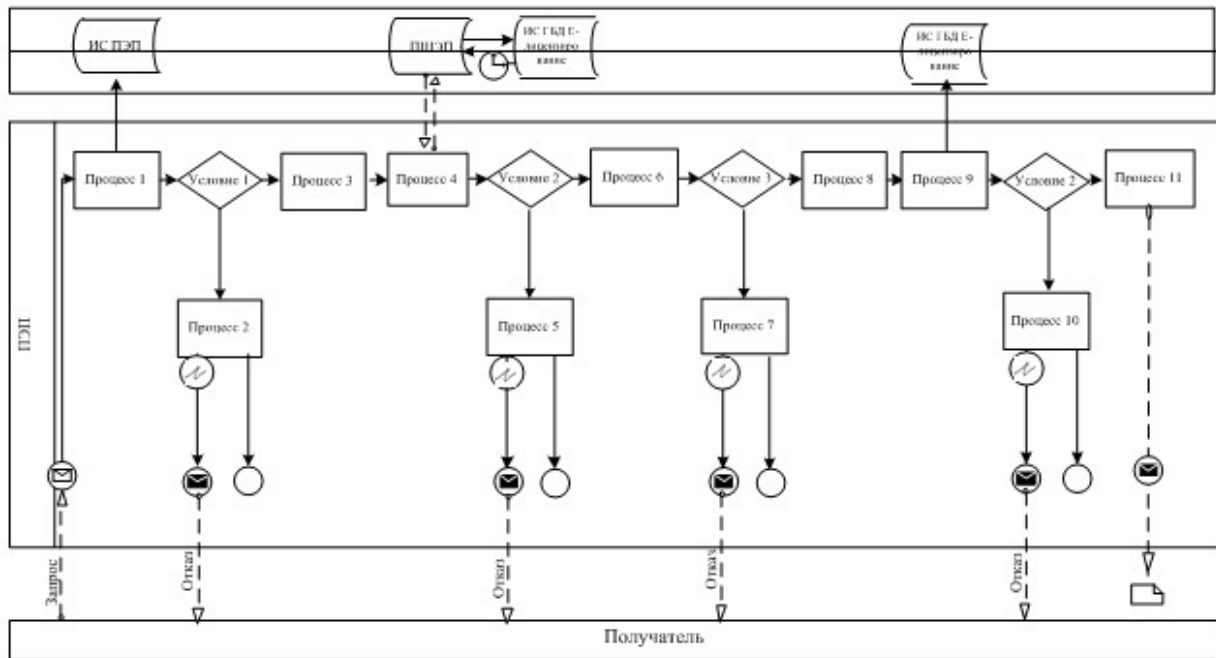 ИС ПЭП
ПШЭП
ИС ГБД Е-
лицензиро
вание
ИС ГБД Е-
лицензиро
вание
Процесс 1
Условие 1
Процесс 3
Процесс 4
Условие 2
Процесс 6
Условие 3
Процесс 8
Процесс 9
Условие 2
Процесс 11
Процесс 2
Процесс 5
Процесс 7
Процесс 10
Запрос
Отказ
Отказ
Отказ
Отказ
Получатель